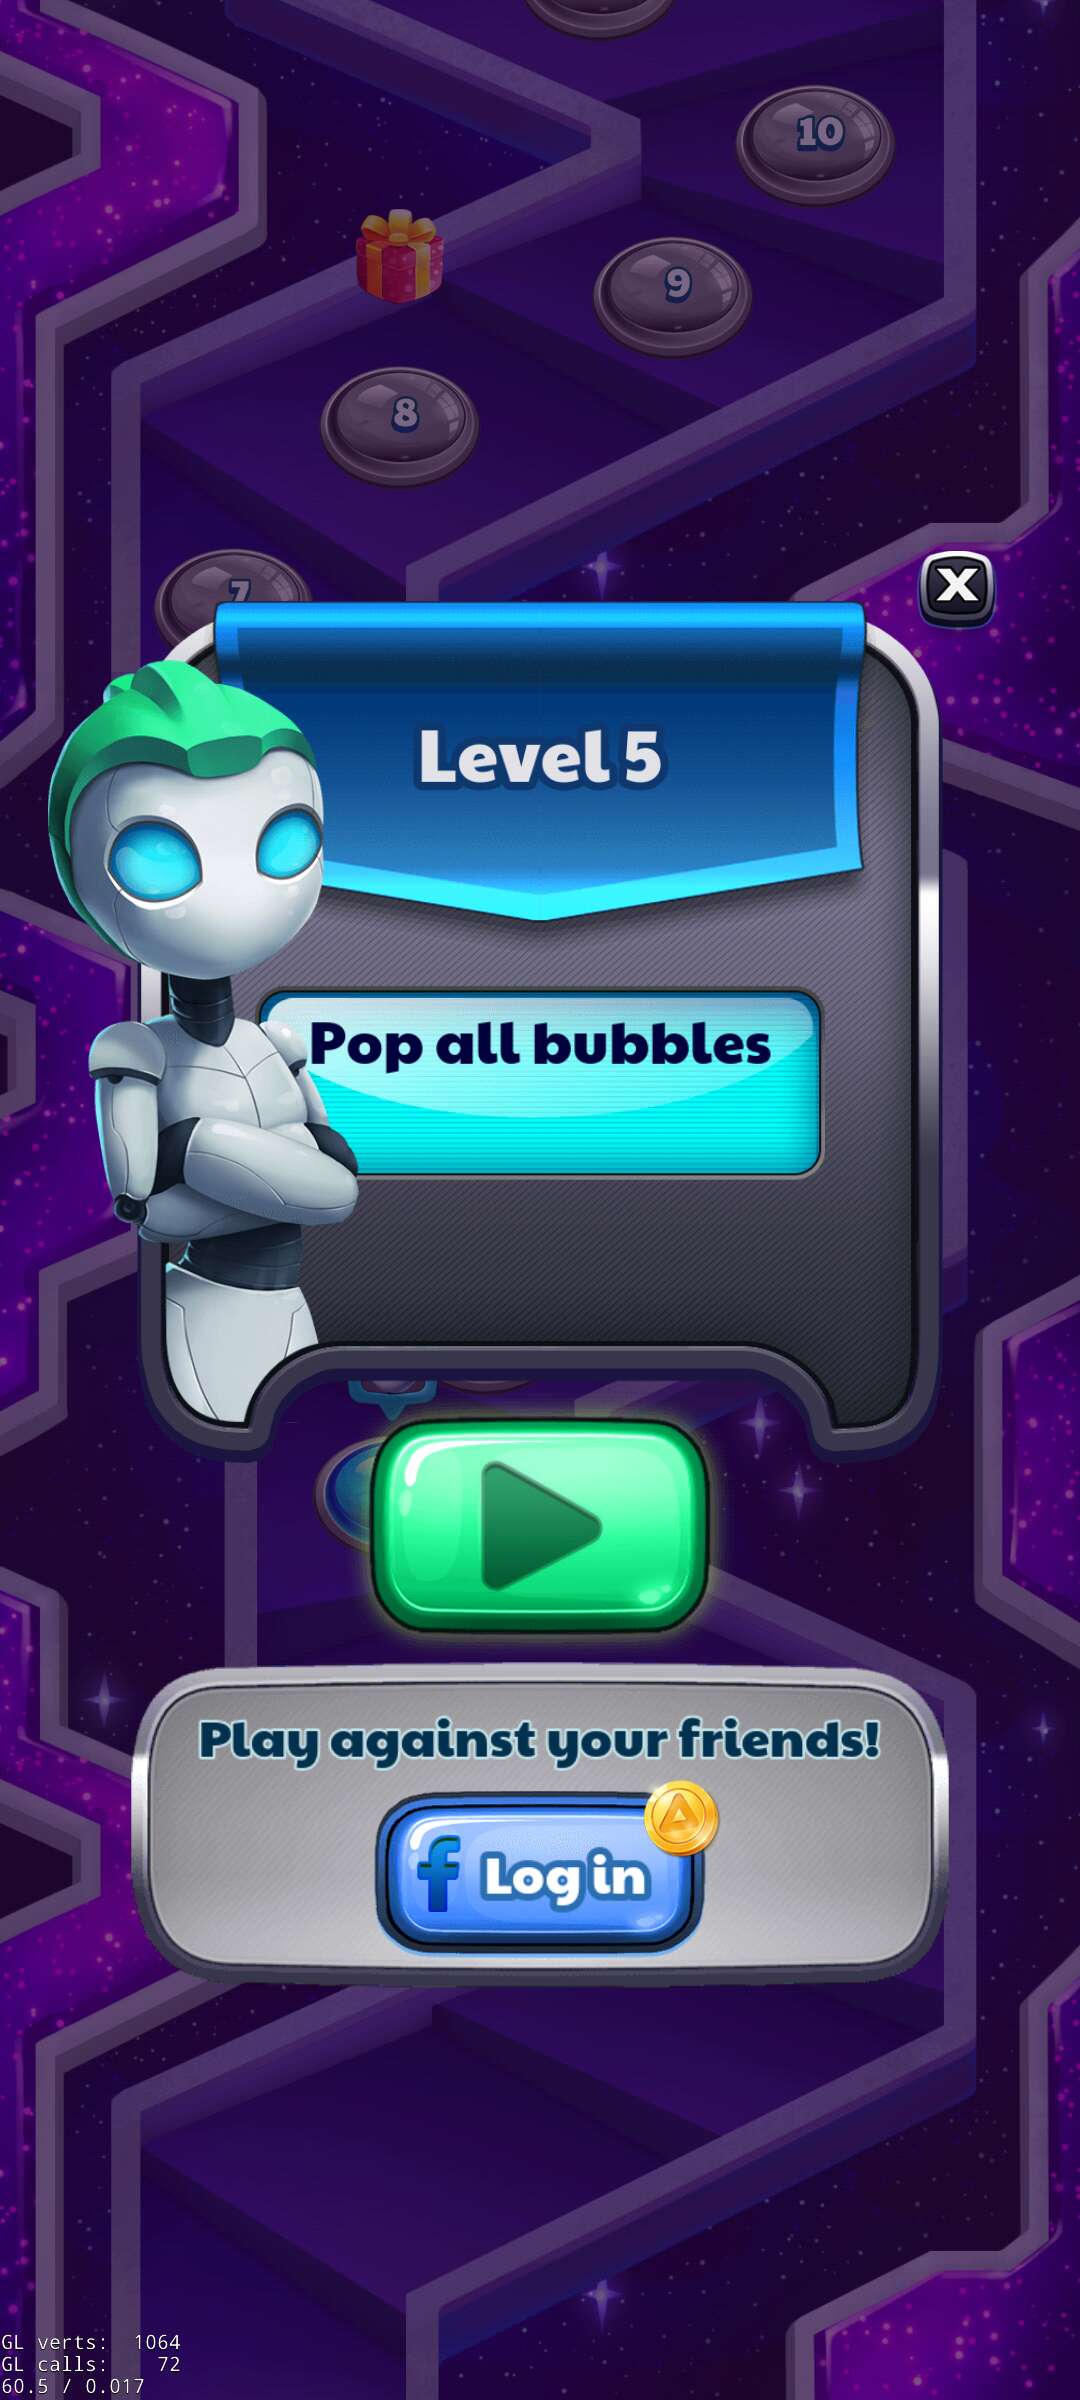 10
9
8
7
X
Level 5
Pop all bubbles
Play against your friends!
f Log in
GL verts: 1064
GL calls: 72
60.5 / 0.017